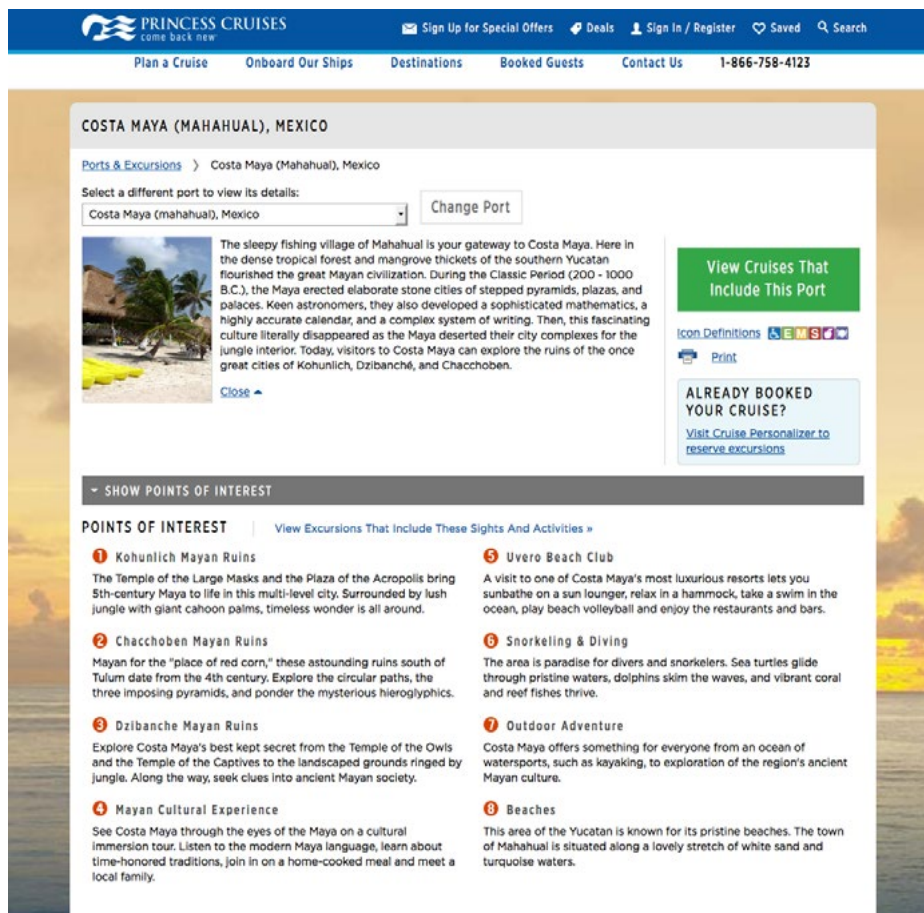 PRINCESS CRUISES
come back new
Sign Up for Special Offers
Deals
Sign In / Register
Saved
Search
Plan a Cruise
Onboard Our Ships
Destinations
Booked Guests
Contact Us
1-866-758-4123
COSTA MAYA (MAHAHUAL), MEXICO
Ports & Excursions 〉 Costa Maya (Mahahual), Mexico
Select a different port to view its details:
Costa Maya (mahahual), Mexico
Change Port
The sleepy fishing village of Mahahual is your gateway to Costa Maya. Here in
the dense tropical forest and mangrove thickets of the southern Yucatan
flourished the great Mayan civilization. During the Classic Period (200 - 1000
B.C.), the Maya erected elaborate stone cities of stepped pyramids, plazas, and
palaces. Keen astronomers, they also developed a sophisticated mathematics, a
highly accurate calendar, and a complex system of writing. Then, this fascinating
culture literally disappeared as the Maya deserted their city complexes for the
jungle interior. Today, visitors to Costa Maya can explore the ruins of the once
great cities of Kohunlich, Dzibanché, and Chacchoben.
Close
View Cruises That
Include This Port
Icon Definitions E M S
Print
ALREADY BOOKED
YOUR CRUISE?
Visit Cruise Personalizer to
reserve excursions
SHOW POINTS OF INTEREST
POINTS OF INTEREST
View Excursions That Include These Sights And Activities »
1 Kohunlich Mayan Ruins
The Temple of the Large Masks and the Plaza of the Acropolis bring
5th-century Maya to life in this multi-level city. Surrounded by lush
jungle with giant cahoon palms, timeless wonder is all around.
2 Chacchoben Mayan Ruins
Mayan for the "place of red corn," these astounding ruins south of
Tulum date from the 4th century. Explore the circular paths, the
three imposing pyramids, and ponder the mysterious hieroglyphics.
3 Dzibanche Mayan Ruins
Explore Costa Maya's best kept secret from the Temple of the Owls
and the Temple of the Captives to the landscaped grounds ringed by
jungle. Along the way, seek clues into ancient Mayan society.
4 Mayan Cultural Experience
See Costa Maya through the eyes of the Maya on a cultural
immersion tour. Listen to the modern Maya language, learn about
time-honored traditions, join in on a home-cooked meal and meet a
local family.
5 Uvero Beach Club
A visit to one of Costa Maya's most luxurious resorts lets you
sunbathe on a sun lounger, relax in a hammock, take a swim in the
ocean, play beach volleyball and enjoy the restaurants and bars.
6 Snorkeling & Diving
The area is paradise for divers and snorkelers. Sea turtles glide
through pristine waters, dolphins skim the waves, and vibrant coral
and reef fishes thrive.
7 Outdoor Adventure
Costa Maya offers something for everyone from an ocean of
watersports, such as kayaking, to exploration of the region's ancient
Mayan culture.
8 Beaches
This area of the Yucatan is known for its pristine beaches. The town
of Mahahual is situated along a lovely stretch of white sand and
turquoise waters.